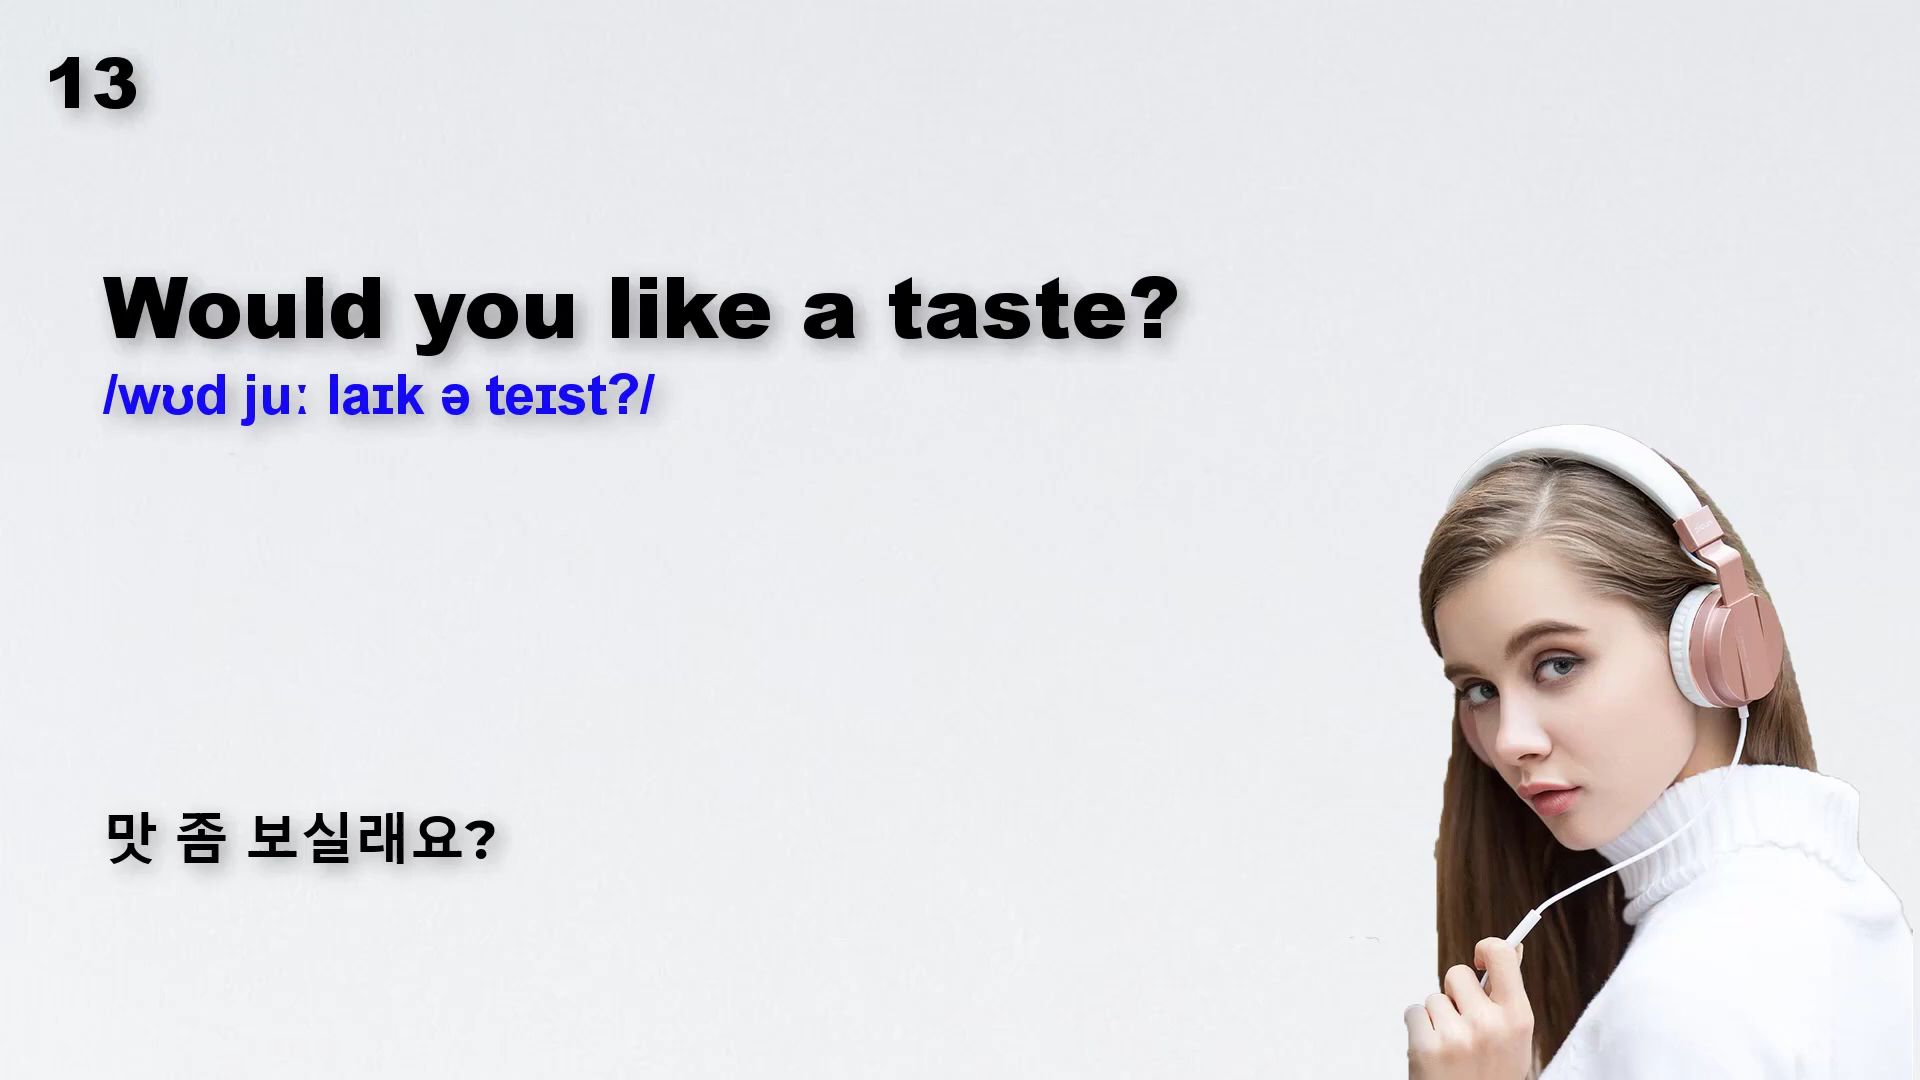 13
Would you like a taste?
/wʊd juː laɪk ə teɪst?/
맛 좀 보실래요?